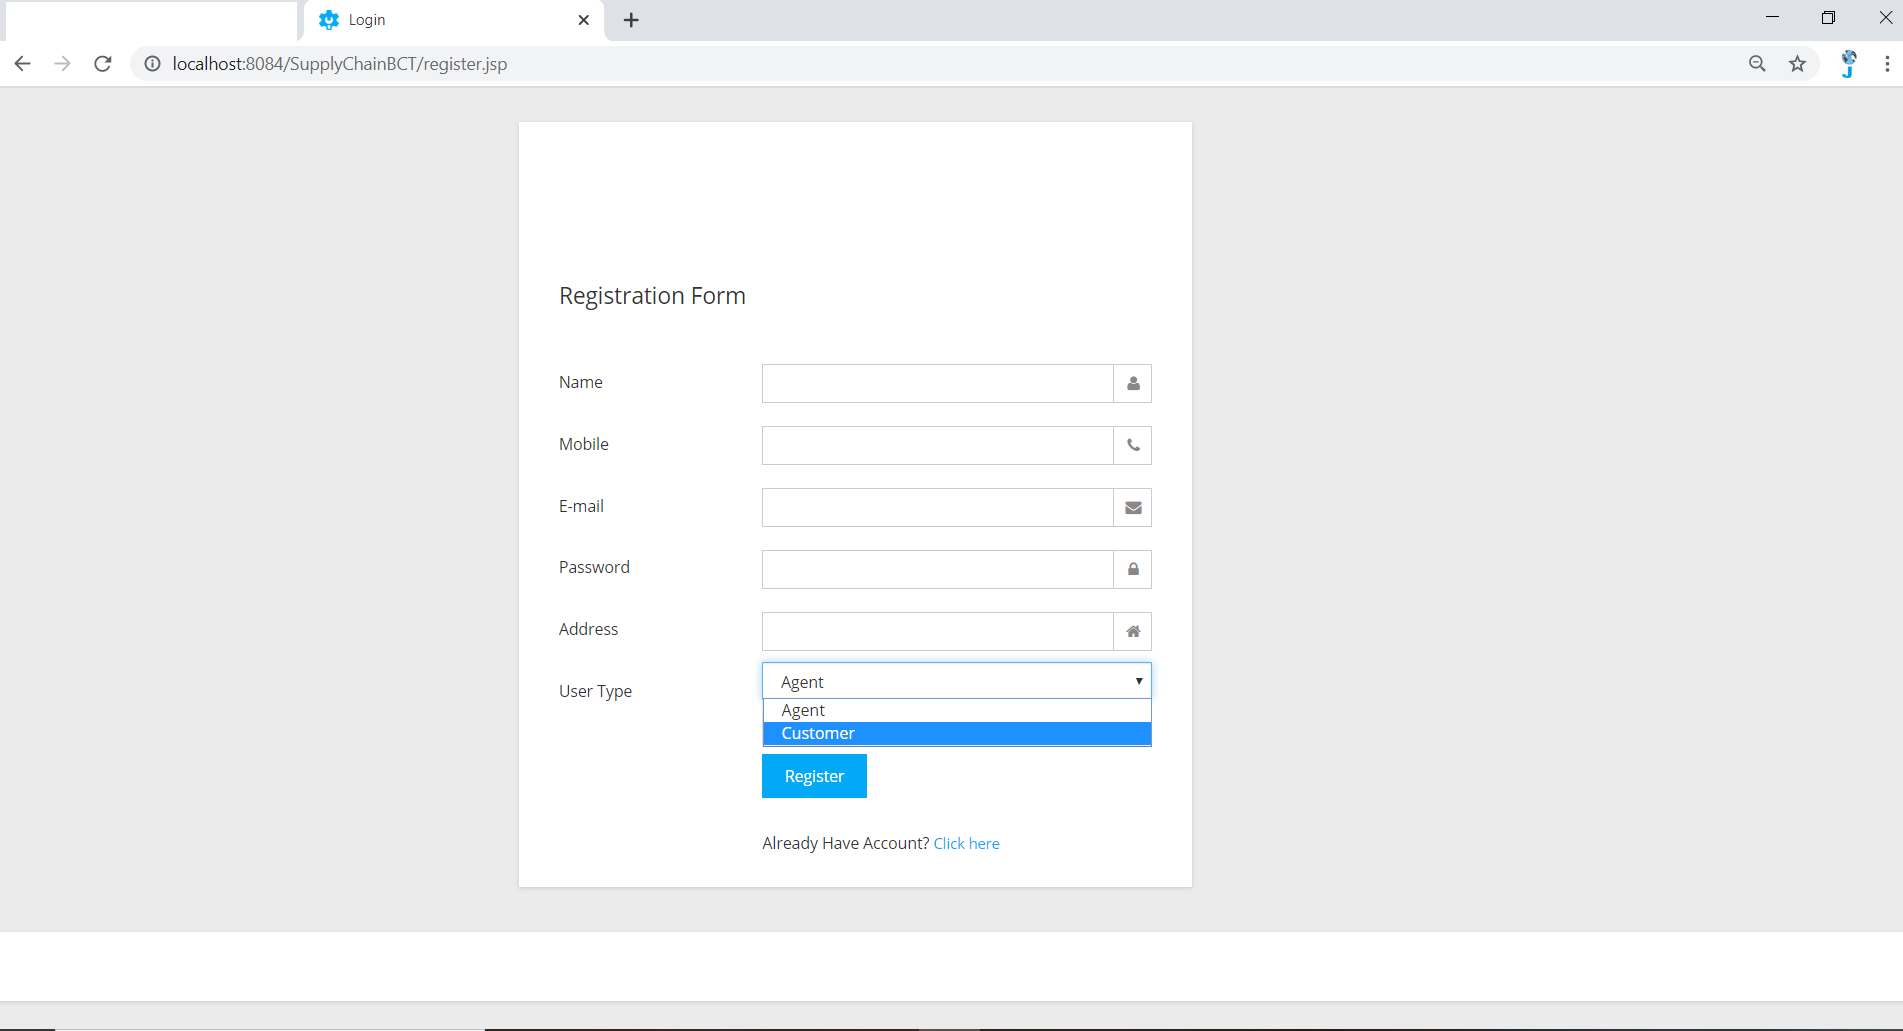 Login
localhost:8084/SupplyChainBCT/register.jsp
Registration Form
Name
Mobile
E-mail
Password
Address
User Type
Agent
Agent
Customer
Register
Already Have Account? Click here